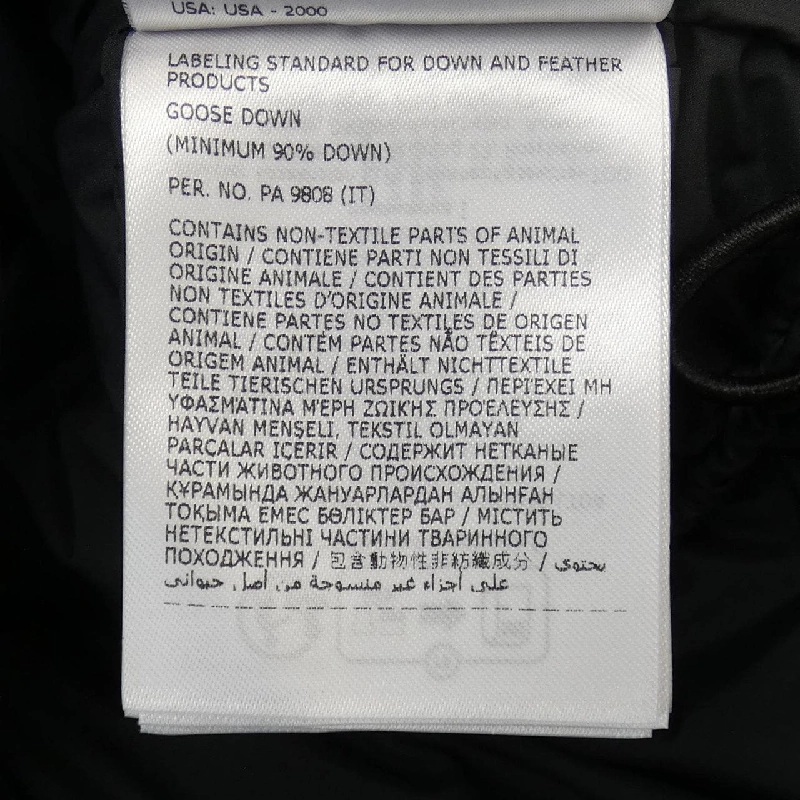 USA: USA - 2000
LABELING STANDARD FOR DOWN AND FEATHER
PRODUCTS
GOOSE DOWN
(MINIMUM 90% DOWN)
PER. NO. PA 9808 (IT)
CONTAINS NON-TEXTILE PARTS OF ANIMAL
ORIGIN / CONTIENE PARTI NON TESSILI DI
ORIGINE ANIMALE / CONTIENT DES PARTIES
NON TEXTILES D'ORIGINE ANIMALE /
CONTIENE PARTES NO TEXTILES DE ORIGEN
ANIMAL / CONTÉM PARTES NÃO TÊXTEIS DE
ORIGEM ANIMAL / ENTHÄLT NICHTTEXTILE
TEILE TIERISCHEN URSPRUNGS / ΠΕΡΙΈΧΕΙ ΜΗ
ΥΦΑΣΜΑΤΙΝΑ ΜΈΡΗ ΖΩΙΚΉΣ ΠΡΟΈΛΕΥΣΗΣ /
HAYVAN MENŞELI, TEKSTIL OLMAYAN
PARÇALAR IÇERIR / СОДЕРЖИТ НЕТКАНЫЕ
ЧАСТИ ЖИВОТНОГО ПРОИСХОЖДЕНИЯ /
ҚҰРАМЫНДА ЖАНУАРЛАРДАН АЛЫНҒАН
ТОҚЫМА ЕМЕС БӨЛІКТЕР БАР / МІСТИТЬ
НЕТЕКСТИЛЬНІ ЧАСТИНИ ТВАРИННОГО
ПОХОДЖЕННЯ / 包含動物性非紡織成分 / يحتوي
على أجزاء غير منسوجة من أصل حيواني